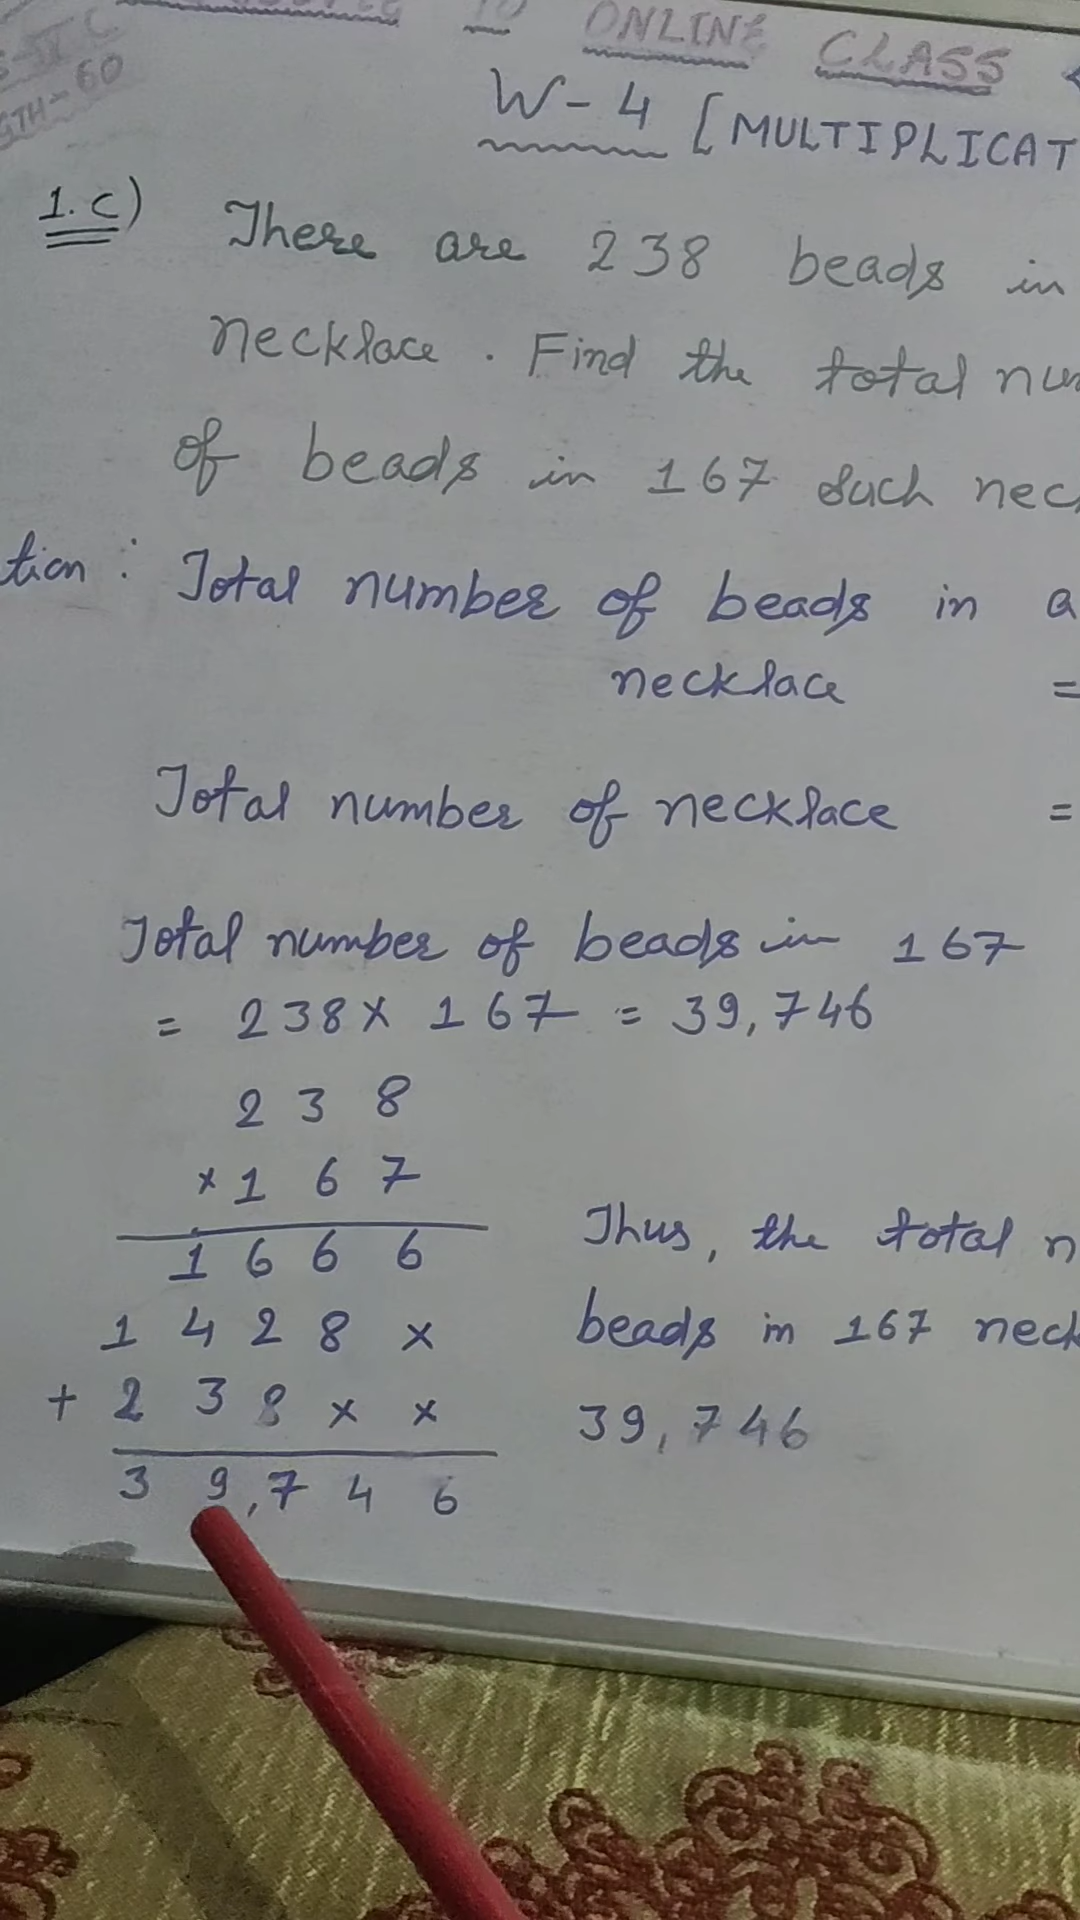 ONLINE CLASS
60
W-4 [MULTIPLICAT
1.c) There are 238 beads in
necklace. Find the total nu
of beads in 167 such nec
tion : Total number of beads in a
necklace =
Total number of necklace =
Total number of beads in 167
= 238 x 167 = 39,746
2 3 8
x 1 6 7
1 6 6 6
1 4 2 8 x
+ 2 3 8 x x
3 9,7 4 6
Thus, the total n
beads in 167 neck
39,746